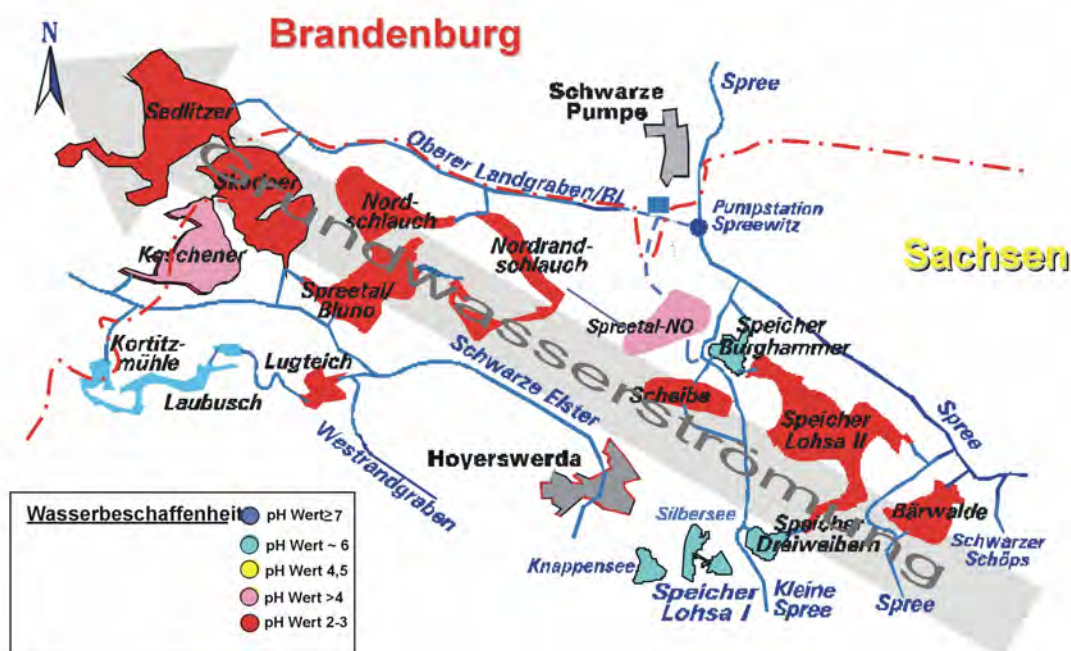 Brandenburg
N
Sedlitzer
Schwarze
Pumpe
Spree
Skadoer
Oberer Landgraben/RL
Nord-
schlauch
Koschener
Nordrand-
schlauch
Pumpstation
Spreewitz
Sachsen
Spreetal/
Bluno
Spreetal-NO
Speicher
Burghammer
Kortitz-
mühle
Lugteich
Laubusch
Schwarze Elster
Scheibe
Speicher
Lohsa II
Spree
Westrandgraben
Hoyerswerda
Grundwasserströmung
Wasserbeschaffenheit
pH Wert≥7
pH Wert ~ 6
pH Wert 4,5
pH Wert >4
pH Wert 2-3
Silbersee
Speicher
Dreiweibern
Bärwalde
Schwarzer
Schöps
Knappensee
Speicher
Lohsa I
Kleine
Spree
Spree